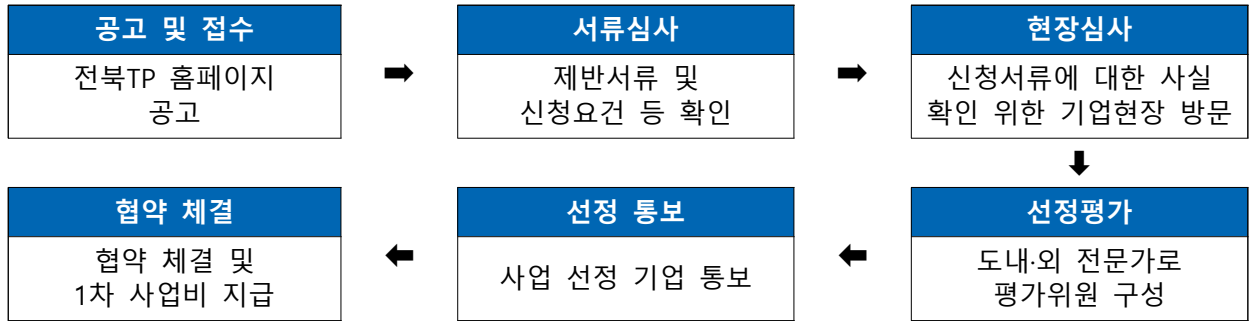 공고 및 접수
전북TP 홈페이지
공고
서류심사
제반서류 및
신청요건 등 확인
현장심사
신청서류에 대한 사실
확인 위한 기업현장 방문
선정평가
도내·외 전문가로
평가위원 구성
선정 통보
사업 선정 기업 통보
협약 체결
협약 체결 및
1차 사업비 지급